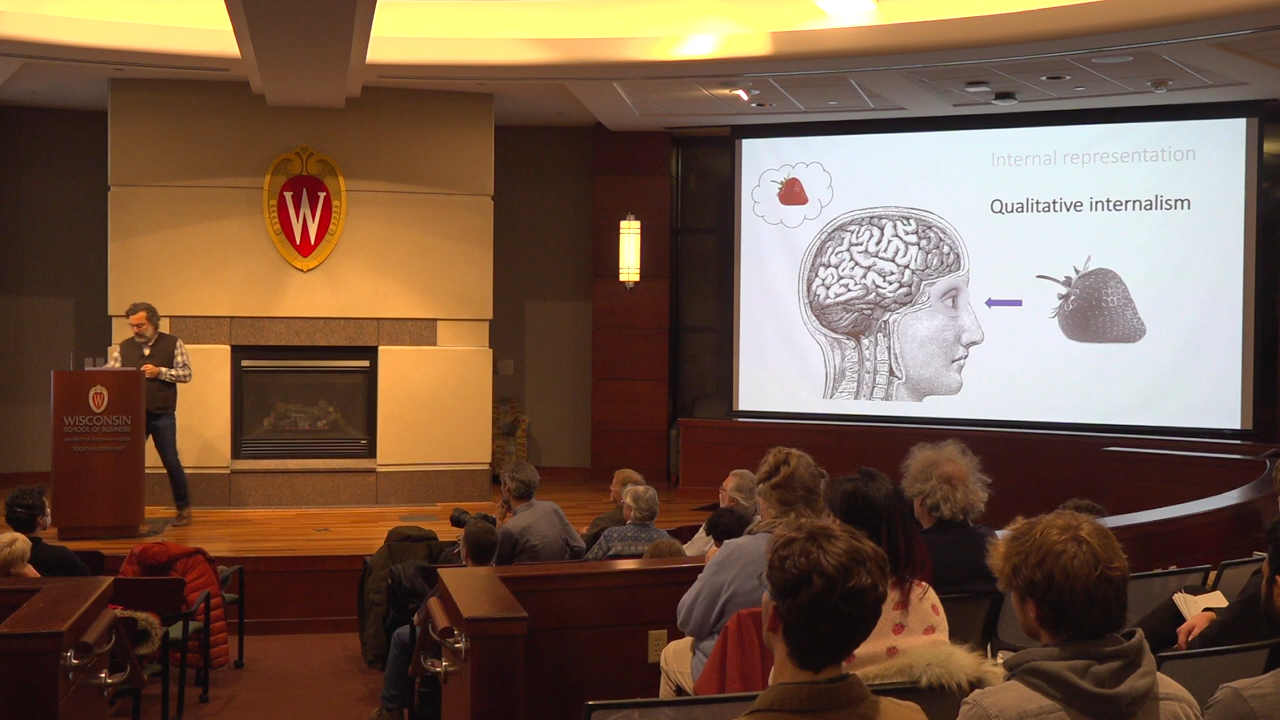 Internal representation
Qualitative internalism
W
W
WISCONSIN
SCHOOL OF BUSINESS